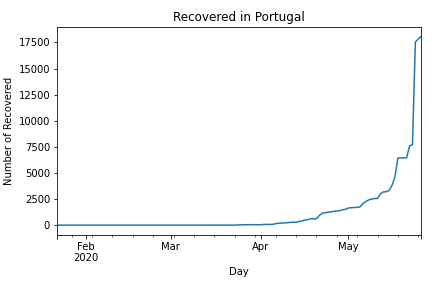 Recovered in Portugal
17500
15000
12500
10000
7500
5000
2500
0
Number of Recovered
Feb
2020
Mar
Apr
May
Day